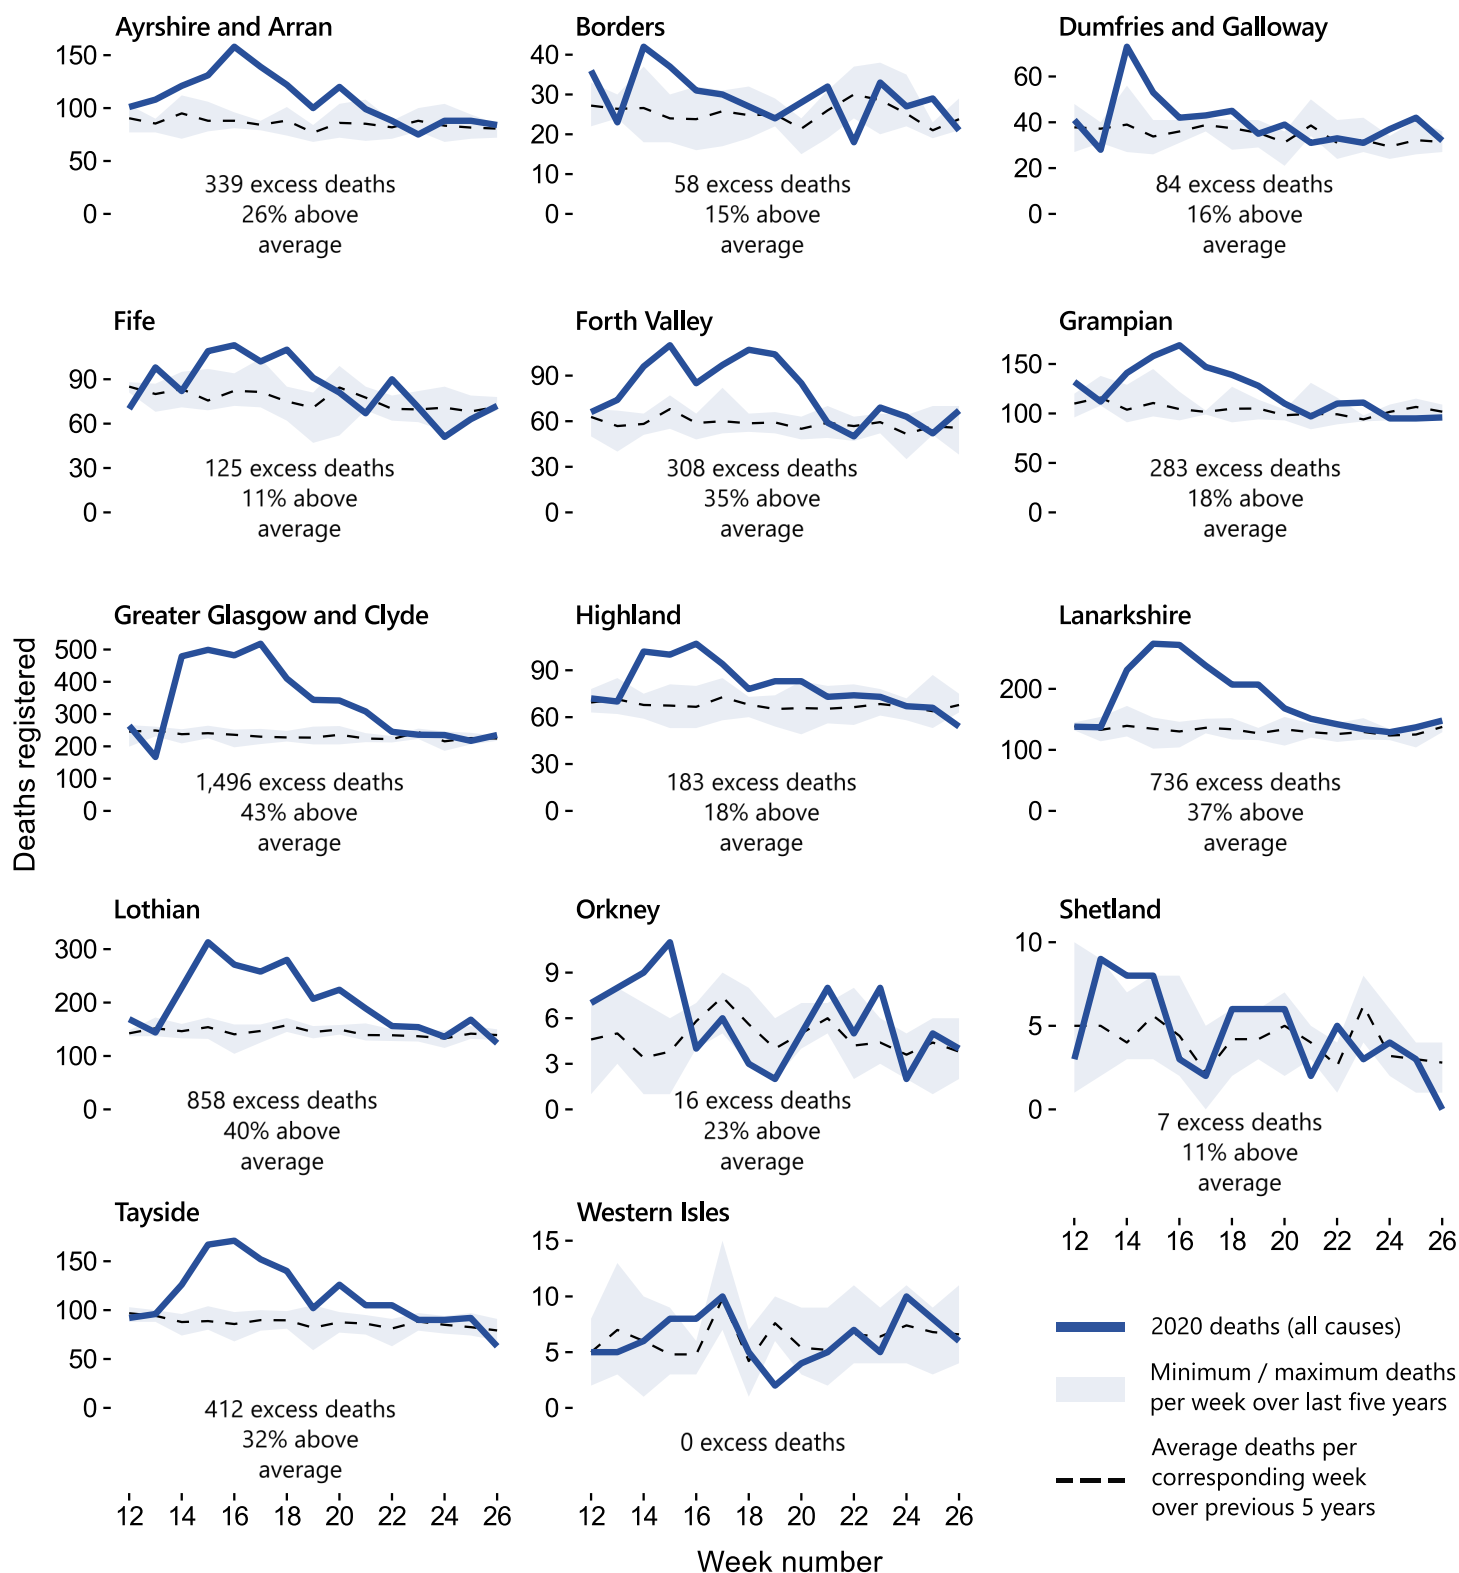 Ayrshire and Arran
150
100
50
0
339 excess deaths
26% above
average
Borders
40
30
20
10
0
58 excess deaths
15% above
average
Dumfries and Galloway
60
40
20
0
84 excess deaths
16% above
average
Fife
90
60
30
0
125 excess deaths
11% above
average
Forth Valley
90
60
30
0
308 excess deaths
35% above
average
Grampian
150
100
50
0
283 excess deaths
18% above
average
Deaths registered
Greater Glasgow and Clyde
500
400
300
200
100
0
1,496 excess deaths
43% above
average
Highland
90
60
30
0
183 excess deaths
18% above
average
Lanarkshire
200
100
0
736 excess deaths
37% above
average
Lothian
300
200
100
0
858 excess deaths
40% above
average
Orkney
9
6
3
0
16 excess deaths
23% above
average
Shetland
10
5
0
7 excess deaths
11% above
average
12 14 16 18 20 22 24 26
Tayside
150
100
50
0
412 excess deaths
32% above
average
12 14 16 18 20 22 24 26
Western Isles
15
10
5
0
0 excess deaths
12 14 16 18 20 22 24 26
2020 deaths (all causes)
Minimum / maximum deaths
per week over last five years
Average deaths per
corresponding week
over previous 5 years
Week number